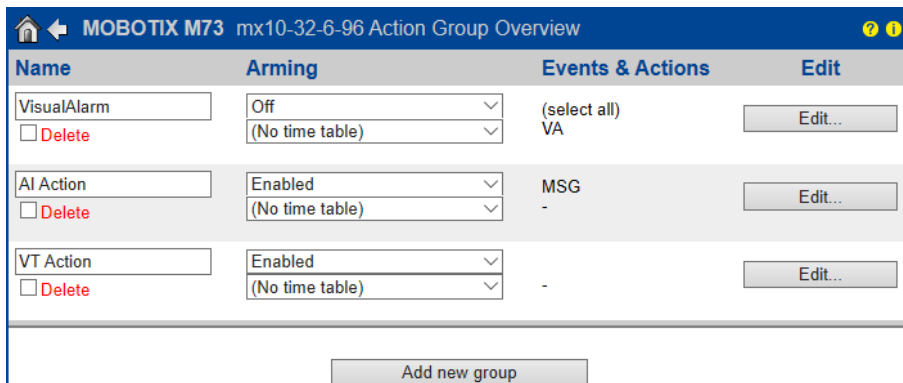 MOBOTIX M73 mx10-32-6-96 Action Group Overview ? i
Name Arming Events & Actions Edit
VisualAlarm Off (select all) Edit...
Delete (No time table) VA
AI Action Enabled MSG Edit...
Delete (No time table) -
VT Action Enabled Edit...
Delete (No time table) -
Add new group